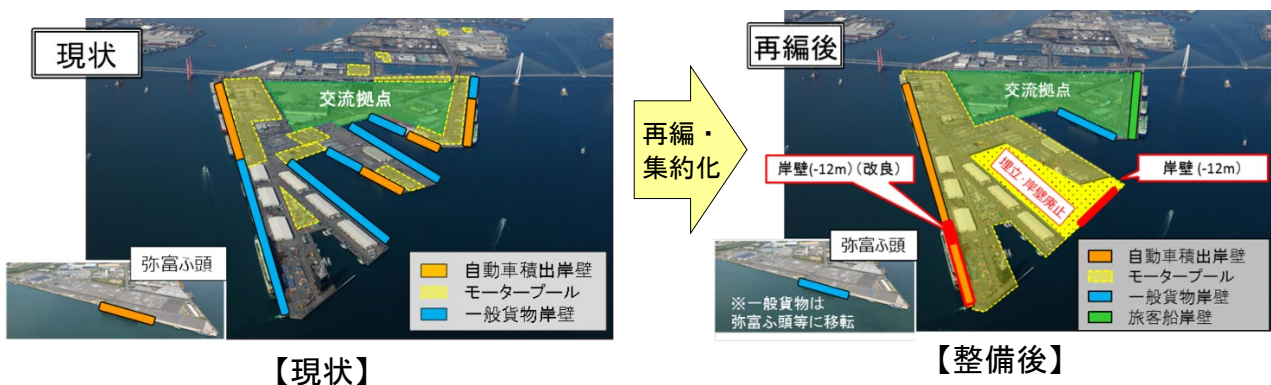 現状
交流拠点
弥富ふ頭
自動車積出岸壁
モータープール
一般貨物岸壁
【現状】
再編・
集約化
再編後
交流拠点
岸壁(-12m)(改良)
埋立・岸壁廃止
岸壁(-12m)
弥富ふ頭
※一般貨物は
弥富ふ頭等に移転
自動車積出岸壁
モータープール
一般貨物岸壁
旅客船岸壁
【整備後】